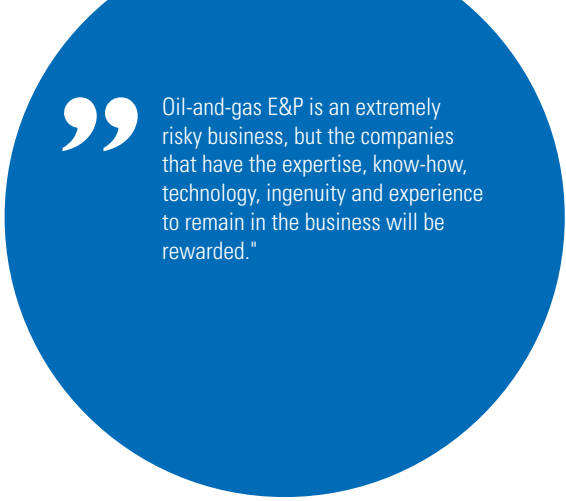 ”
Oil-and-gas E&P is an extremely
risky business, but the companies
that have the expertise, know-how,
technology, ingenuity and experience
to remain in the business will be
rewarded."